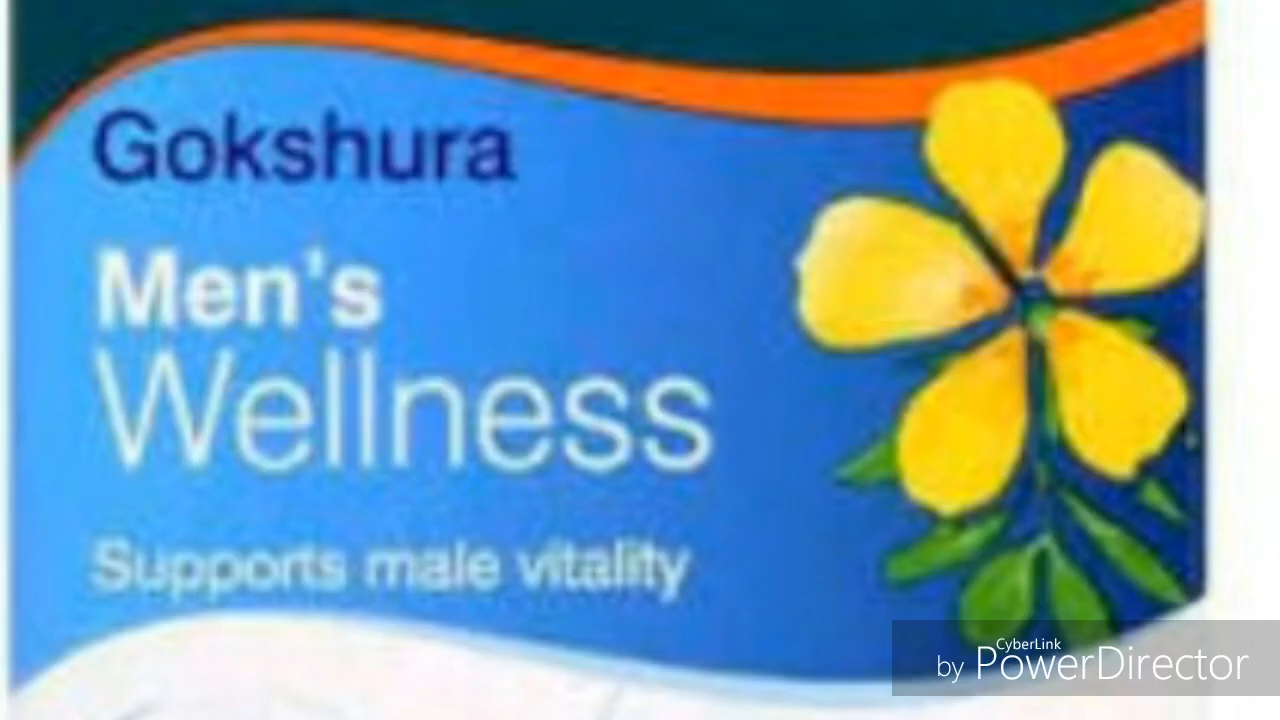 Gokshura
Men's
Wellness
Supports male vitality
CyberLink
by PowerDirector